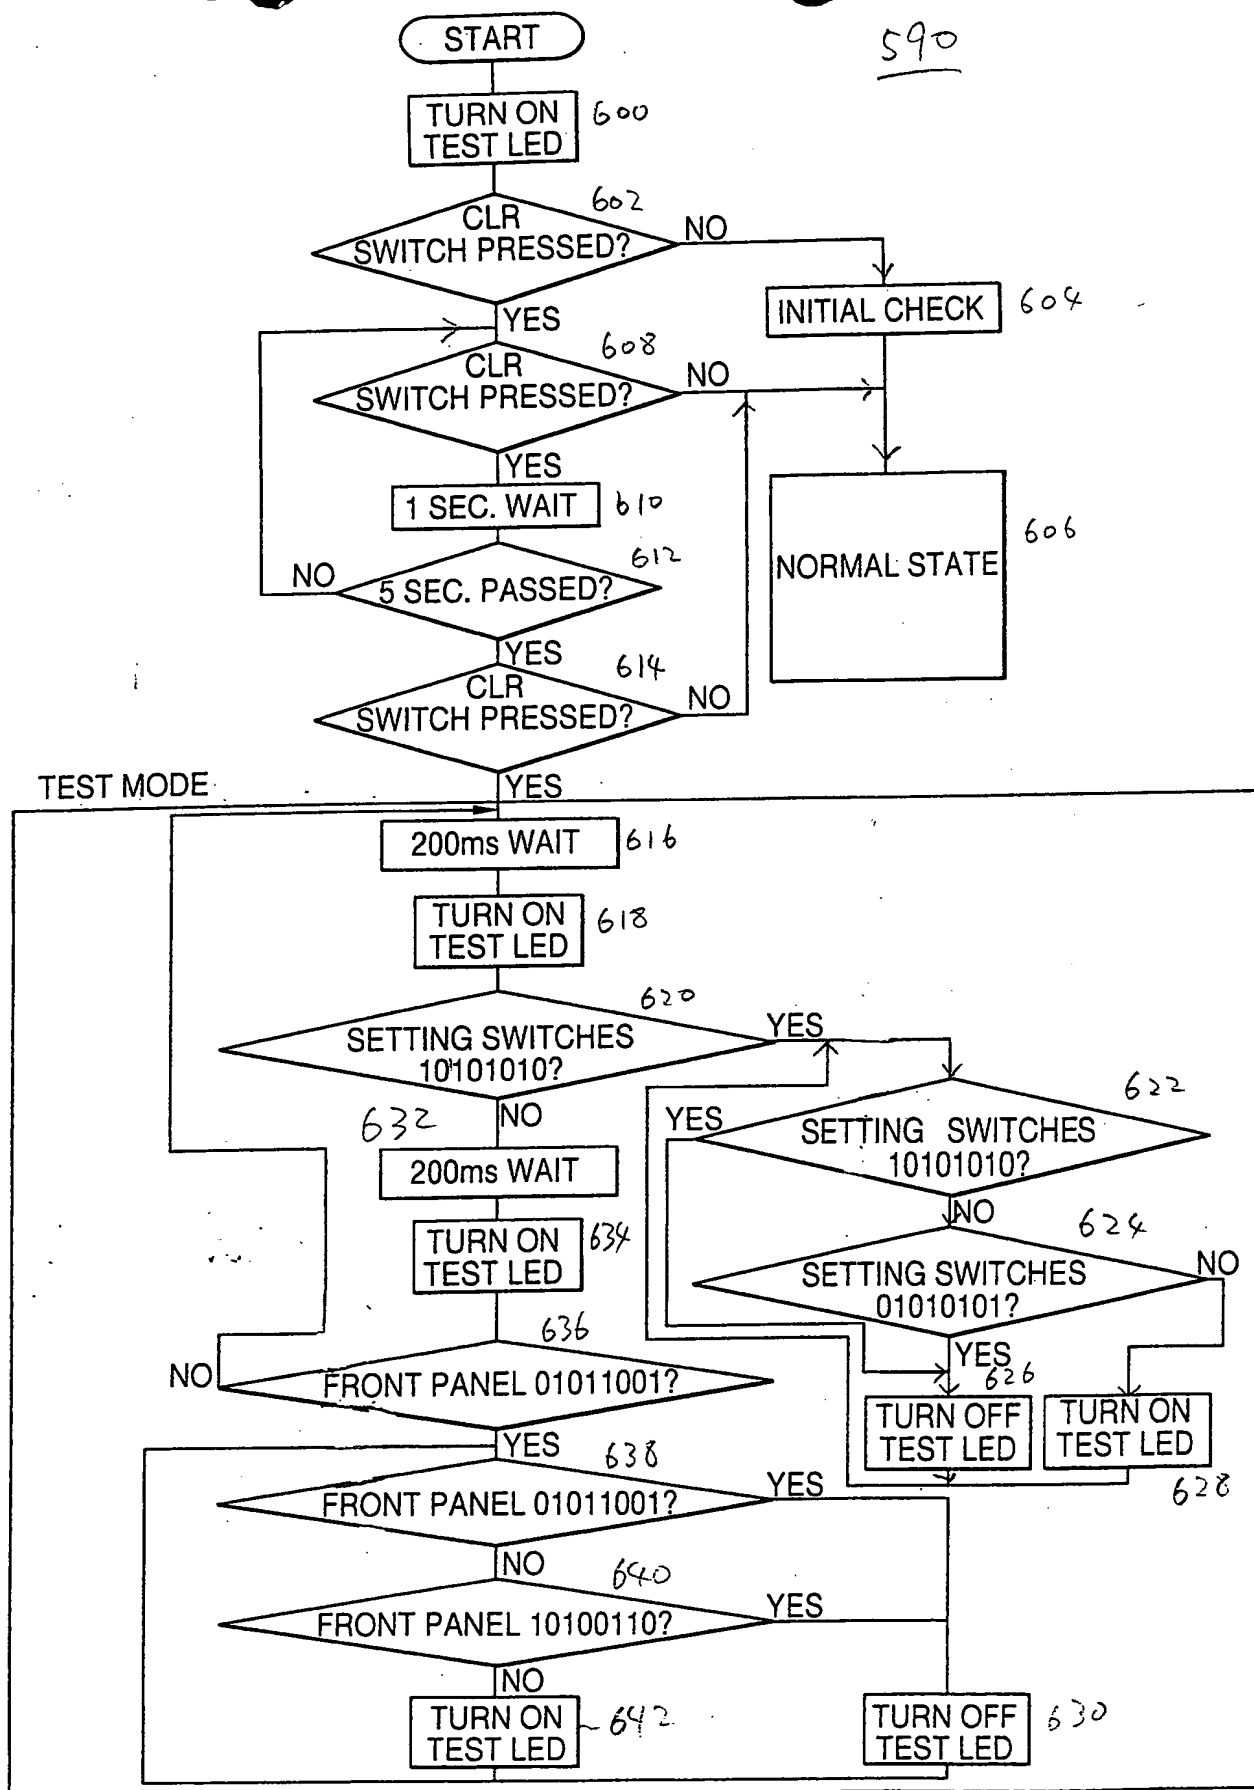 590
START
TURN ON
TEST LED
600
602
CLR
SWITCH PRESSED?
NO
YES
INITIAL CHECK
604
608
CLR
SWITCH PRESSED?
NO
YES
1 SEC. WAIT
610
NORMAL STATE
606
612
NO
5 SEC. PASSED?
YES
614
CLR
SWITCH PRESSED?
NO
YES
TEST MODE
200ms WAIT
616
TURN ON
TEST LED
618
620
SETTING SWITCHES
10101010?
YES
NO
622
YES
SETTING SWITCHES
10101010?
NO
632
200ms WAIT
TURN ON
TEST LED
634
624
SETTING SWITCHES
01010101?
NO
YES
626
TURN OFF
TEST LED
TURN ON
TEST LED
628
636
NO
FRONT PANEL 01011001?
YES
638
FRONT PANEL 01011001?
YES
NO
640
FRONT PANEL 10100110?
YES
NO
TURN ON
TEST LED
642
TURN OFF
TEST LED
630